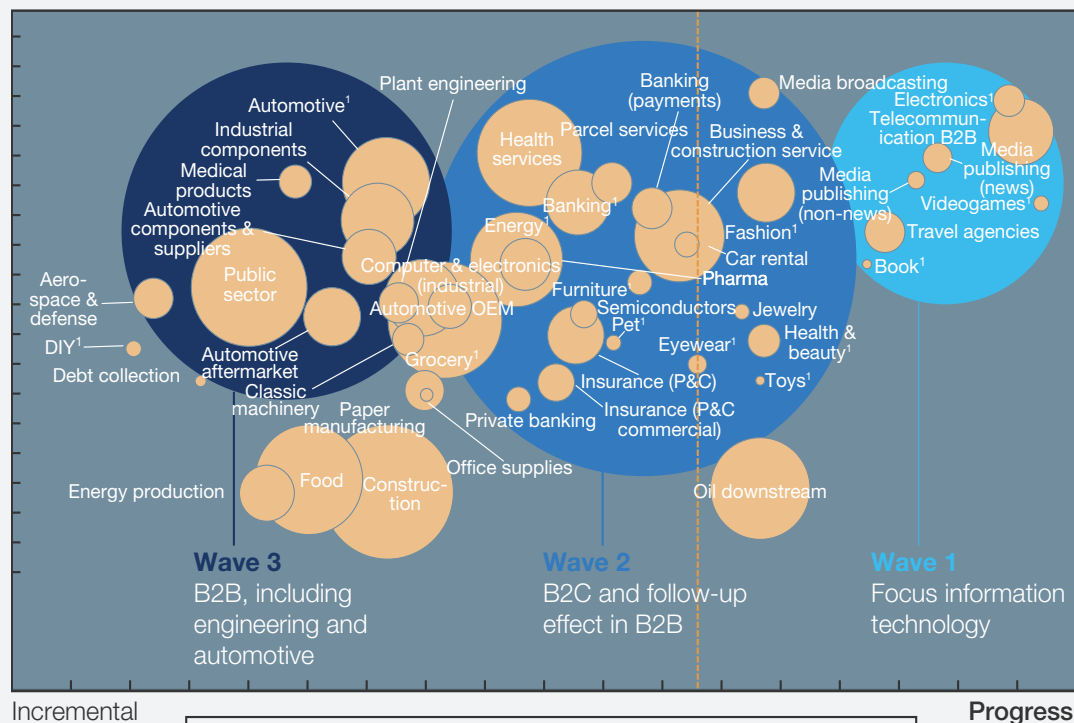 Plant engineering
Automotive¹
Industrial
components
Medical
products
Automotive
components &
suppliers
Public
sector
Aero-
space &
defense
DIY¹
Debt collection
Automotive
aftermarket
Classic
machinery
Computer & electronics
(industrial)
Automotive OEM
Grocery¹
Paper
manufacturing
Office supplies
Energy production
Food
Construc-
tion
Health
services
Parcel services
Banking
(payments)
Banking¹
Energy¹
Business &
construction service
Media broadcasting
Fashion¹
Car rental
Pharma
Furniture¹
Semiconductors
Pet¹
Jewelry
Eyewear¹
Health &
beauty¹
Toys¹
Insurance (P&C)
Insurance (P&C
commercial)
Private banking
Oil downstream
Electronics¹
Telecommun-
ication B2B
Media
publishing
(news)
Media
publishing
(non-news)
Videogames¹
Travel agencies
Book¹
Wave 3
B2B, including
engineering and
automotive
Wave 2
B2C and follow-up
effect in B2B
Wave 1
Focus information
technology
Incremental
Progress